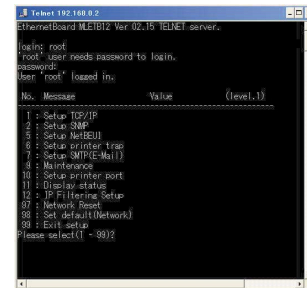 Telnet 192.168.0.2
EthernetBoard MLETB12 Ver 02.15 TELNET server.
login: root
'root' user needs password to login.
password:
User 'root' logged in.
No. Message Value (level.1)
1 : Setup TCP/IP
2 : Setup SNMP
5 : Setup NetBEUI
6 : Setup printer trap
7 : Setup SMTP(E-Mail)
9 : Maintenance
10 : Setup printer port
11 : Display status
12 : IP Filtering Setup
97 : Network Reset
98 : Set default(Network)
99 : Exit setup
Please select(1 - 99)?